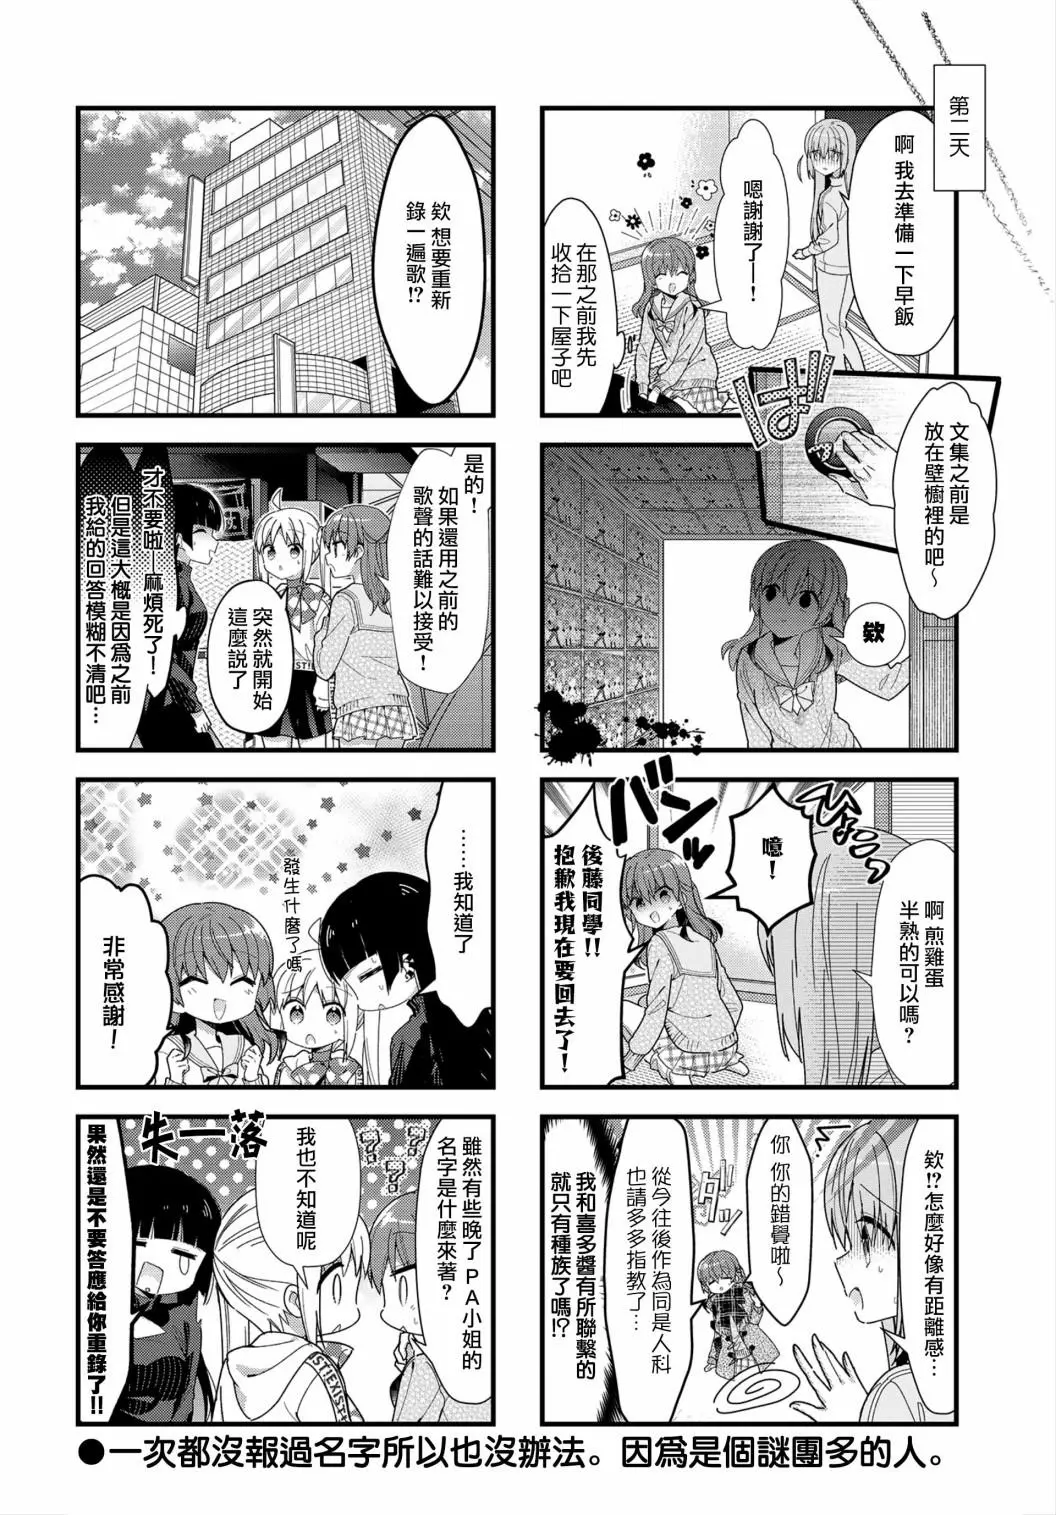 第二天
啊 我去準備一下早飯
嗯謝謝了—！
在那之前我先
收拾一下屋子吧
ば
文集之前是
放在壁櫥裡的吧～
欸
ひょこっ
啊 煎雞蛋
半熟的可以嗎？
噫！
バン
後藤同學!!
抱歉我現在要回去了！
欸!?怎麼好像有距離感…
你 你的錯覺啦～
從今往後作為同是人科
也請多多指教了…
我和喜多醬有所聯繫的
就只有種族了嗎!?
欸 想要重新
錄一遍歌!?
是的！
如果還用之前的
歌聲的話難以接受！
突然就開始
這麼說了
才不要啦—麻煩死了！
但是這大概是因為之前
我給的回答模糊不清吧…
……我知道了
發生什麼了嗎
非常感謝！
雖然有些晚了 PA小姐的
名字是什麼來著？
???
我也不知道呢
失一落
果然還是不要答應給你重錄了!!
●一次都沒報過名字所以也沒辦法。因為是個謎團多的人。